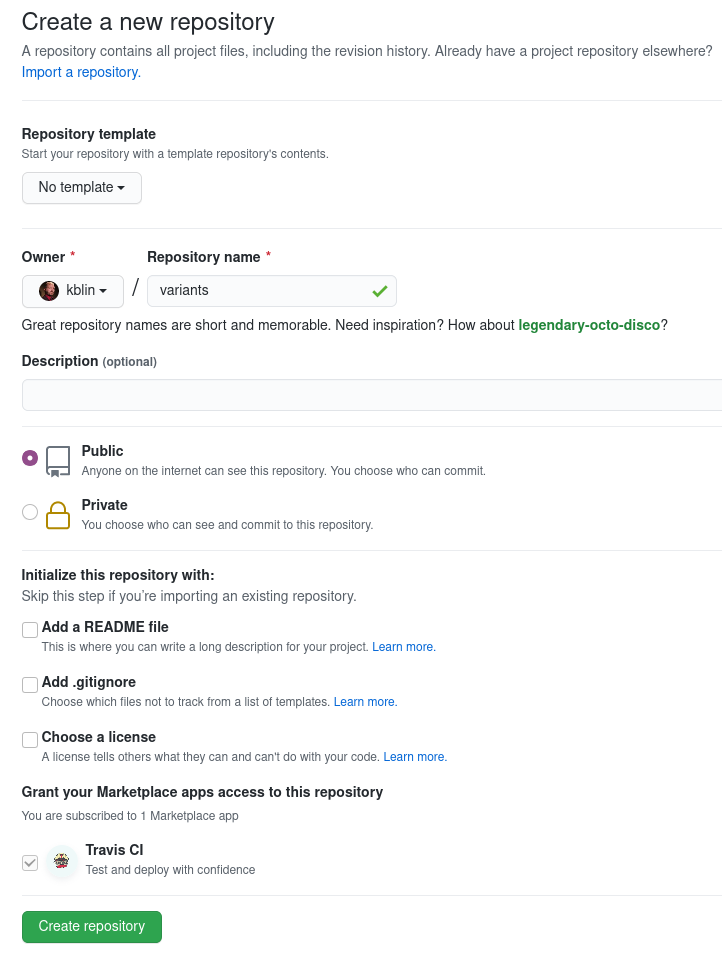 Create a new repository
A repository contains all project files, including the revision history. Already have a project repository elsewhere?
Import a repository.
Repository template
Start your repository with a template repository's contents.
No template
Owner *
Repository name *
kblin / variants
Great repository names are short and memorable. Need inspiration? How about legendary-octo-disco?
Description (optional)
Public
Anyone on the internet can see this repository. You choose who can commit.
Private
You choose who can see and commit to this repository.
Initialize this repository with:
Skip this step if you’re importing an existing repository.
Add a README file
This is where you can write a long description for your project. Learn more.
Add .gitignore
Choose which files not to track from a list of templates. Learn more.
Choose a license
A license tells others what they can and can't do with your code. Learn more.
Grant your Marketplace apps access to this repository
You are subscribed to 1 Marketplace app
Travis CI
Test and deploy with confidence
Create repository